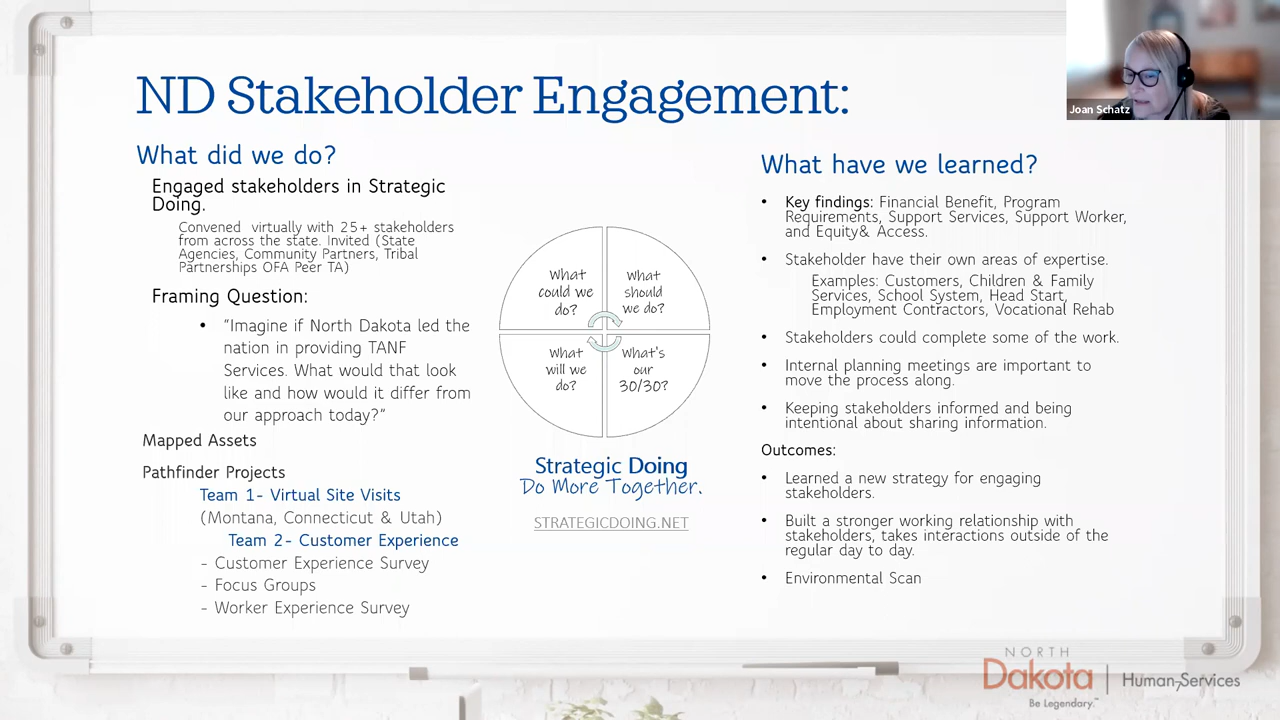 ND Stakeholder Engagement:
Joan Schatz
What did we do?
Engaged stakeholders in Strategic
Doing.
Convened virtually with 25+ stakeholders
from across the state. Invited (State
Agencies, Community Partners, Tribal
Partnerships OFA Peer TA)
Framing Question:
• "Imagine if North Dakota led the
nation in providing TANF
Services. What would that look
like and how would it differ from
our approach today?"
Mapped Assets
Pathfinder Projects
Team 1- Virtual Site Visits
(Montana, Connecticut & Utah)
Team 2- Customer Experience
- Customer Experience Survey
- Focus Groups
- Worker Experience Survey
What
could we
do?
What
should
we do?
What
will we
do?
What's
our
30/30?
Strategic Doing
Do More Together.
STRATEGICDOING.NET
What have we learned?
• Key findings: Financial Benefit, Program
Requirements, Support Services, Support Worker,
and Equity& Access.
• Stakeholder have their own areas of expertise.
Examples: Customers, Children & Family
Services, School System, Head Start,
Employment Contractors, Vocational Rehab
• Stakeholders could complete some of the work.
• Internal planning meetings are important to
move the process along.
• Keeping stakeholders informed and being
intentional about sharing information.
Outcomes:
• Learned a new strategy for engaging
stakeholders.
• Built a stronger working relationship with
stakeholders, takes interactions outside of the
regular day to day.
• Environmental Scan
NORTH
Dakota | Human Services
Be Legendary.™
7